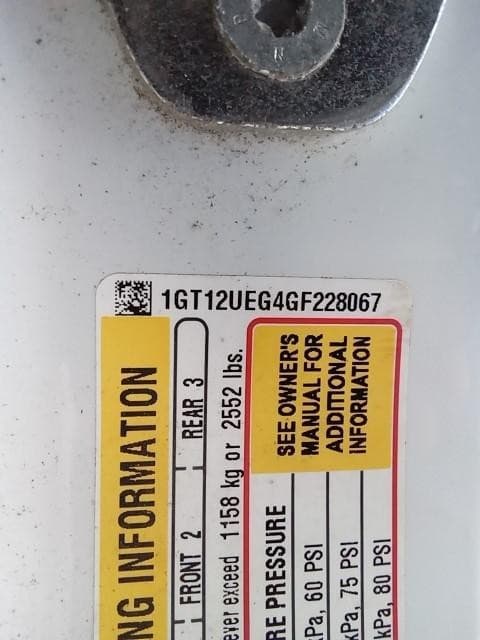 1GT12UEG4GF228067
NG INFORMATION
FRONT 2 REAR 3
ever exceed 1158 kg or 2552 lbs.
RE PRESSURE
SEE OWNER'S
MANUAL FOR
ADDITIONAL
INFORMATION
kPa, 60 PSI
kPa, 75 PSI
kPa, 80 PSI